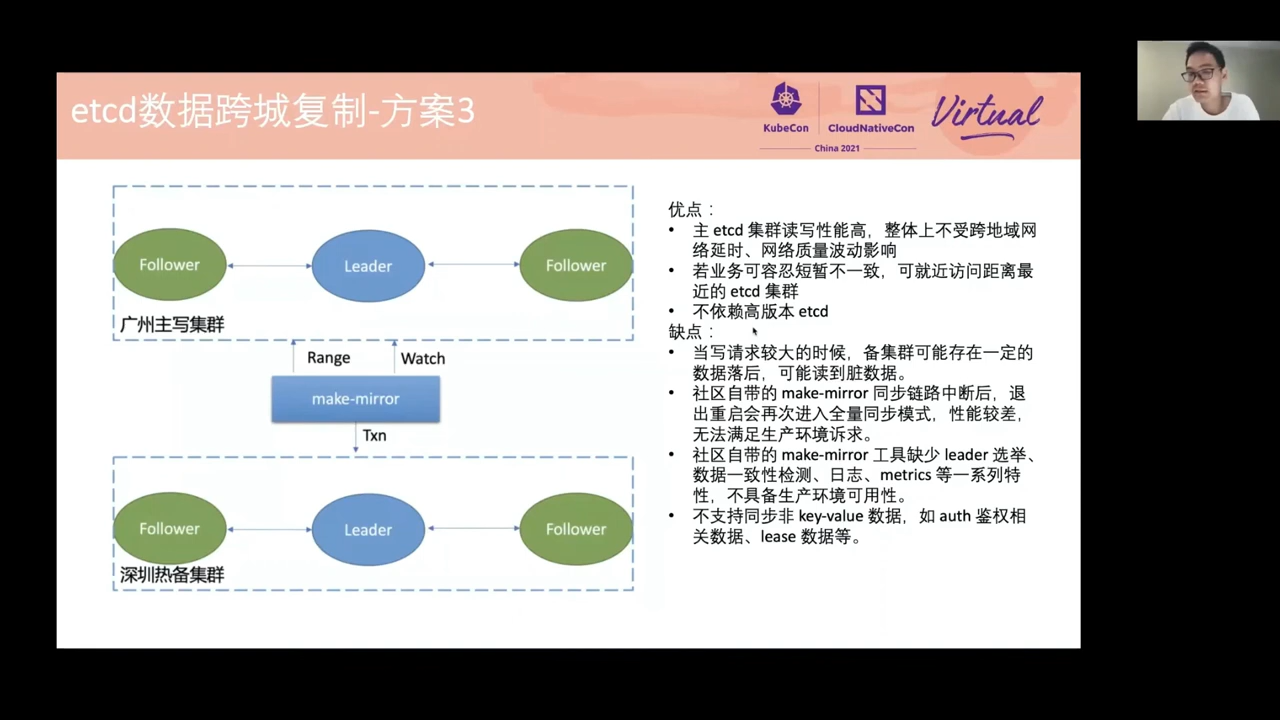 etcd数据跨城复制-方案3
KubeCon
CloudNativeCon
Virtual
China 2021
Follower
Leader
Follower
广州主写集群
Range
Watch
make-mirror
Txn
Follower
Leader
Follower
深圳热备集群
优点：
• 主 etcd 集群读写性能高，整体上不受跨地域网
络延时、网络质量波动影响
• 若业务可容忍短暂不一致，可就近访问距离最
近的 etcd 集群
• 不依赖高版本 etcd
缺点：
• 当写请求较大的时候，备集群可能存在一定的
数据落后，可能读到脏数据。
• 社区自带的 make-mirror 同步链路中断后，退
出重启会再次进入全量同步模式，性能较差，
无法满足生产环境诉求。
• 社区自带的 make-mirror 工具缺少 leader 选举、
数据一致性检测、日志、metrics 等一系列特
性，不具备生产环境可用性。
• 不支持同步非 key-value 数据，如 auth 鉴权相
关数据、lease 数据等。